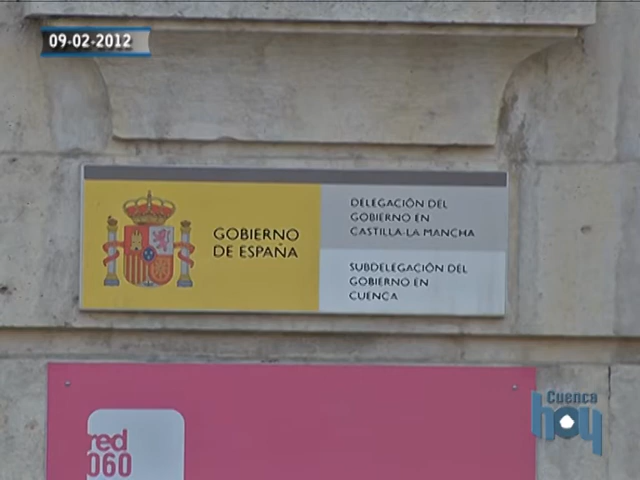 09-02-2012
GOBIERNO
DE ESPAÑA
DELEGACIÓN DEL
GOBIERNO EN
CASTILLA-LA MANCHA
SUBDELEGACIÓN DEL
GOBIERNO EN
CUENCA
red
060
Cuenca
hoy